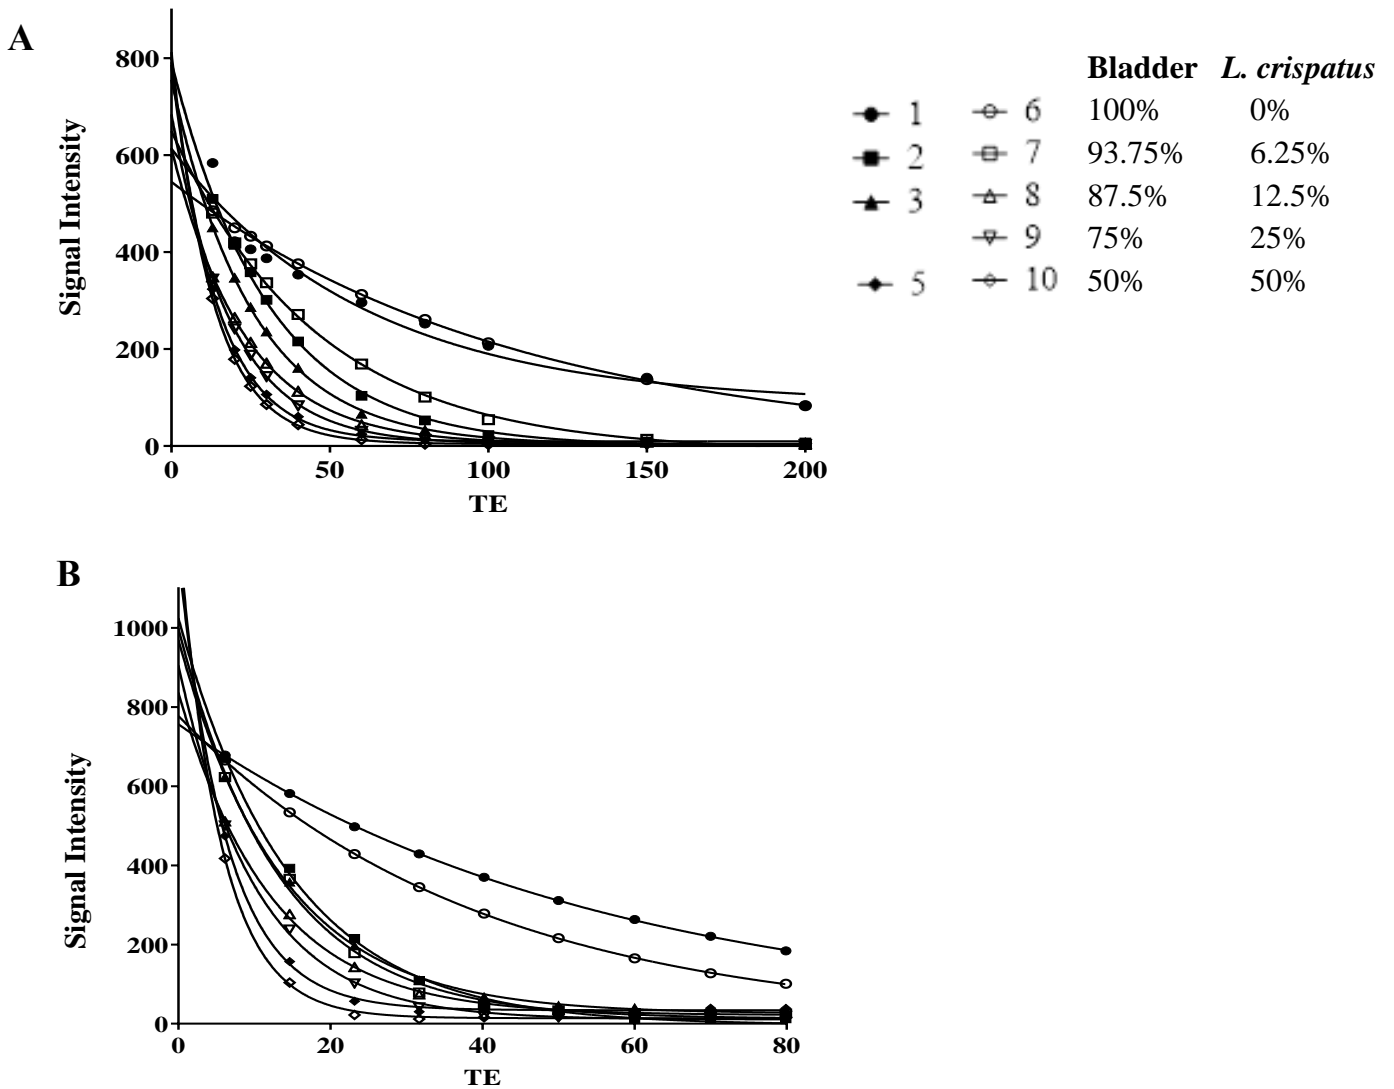 A
Bladder L. crispatus
1 6 100% 0%
2 7 93.75% 6.25%
3 8 87.5% 12.5%
9 75% 25%
5 10 50% 50%
Signal Intensity
800
600
400
200
0
0 50 100 150 200
TE
B
Signal Intensity
1000
800
600
400
200
0
0 20 40 60 80
TE